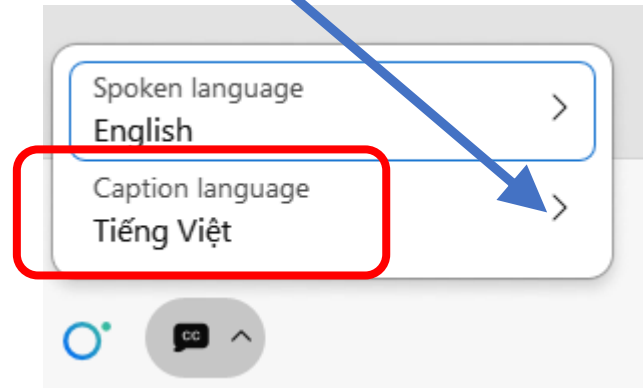 Spoken language
English
Caption language
Tiếng Việt
CC